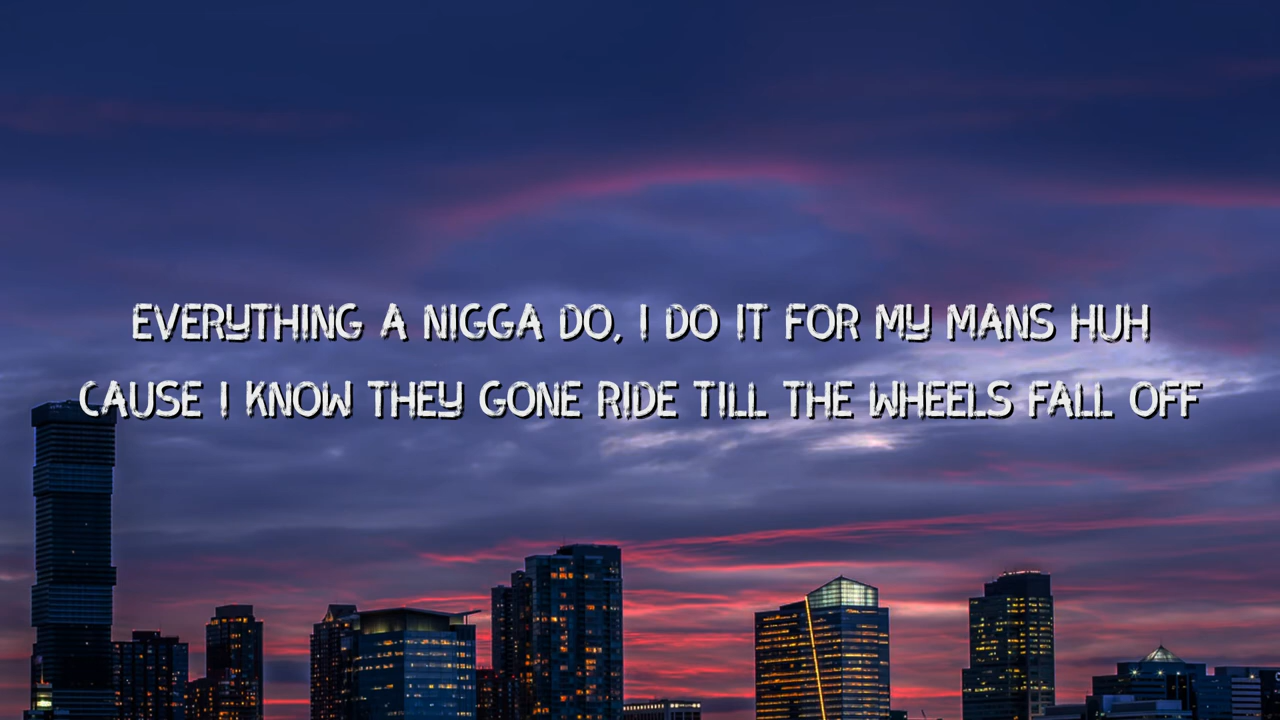 EVERYTHING A NIGGA DO, I DO IT FOR MY MANS HUH
CAUSE I KNOW THEY GONE RIDE TILL THE WHEELS FALL OFF